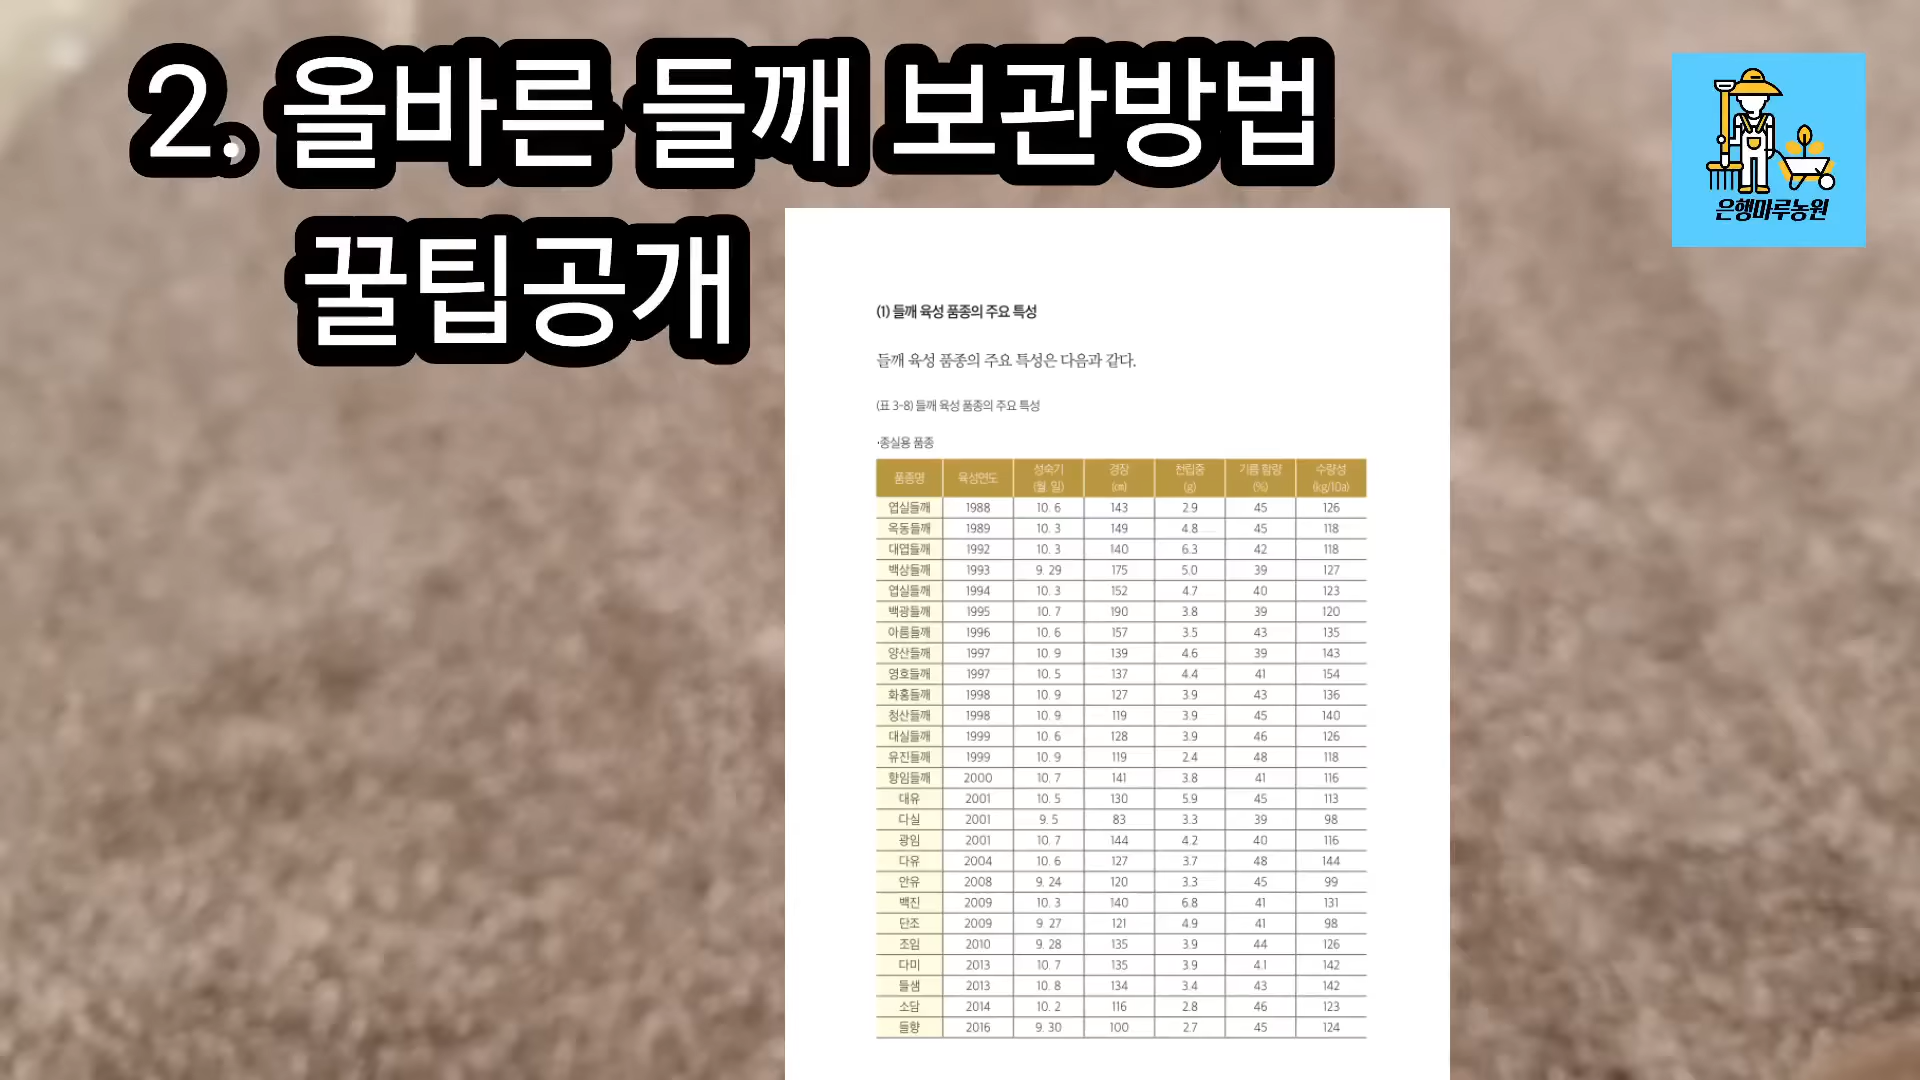 2. 올바른 들깨 보관방법
꿀팁공개
은행마루농원
(1) 들깨 육성 품종의 주요 특성
들깨 육성 품종의 주요 특성은 다음과 같다.
(표 3-8) 들깨 육성 품종의 주요 특성
·종실용 품종
품종명 육성연도 성숙기 (월. 일) 경장 (㎝) 천립중 (g) 기름 함량 (%) 수량성 (kg/10a)
엽실들깨 1988 10. 6 143 2.9 45 126
옥동들깨 1989 10. 3 149 4.8 45 118
대엽들깨 1992 10. 3 140 6.3 42 118
백상들깨 1993 9. 29 175 5.0 39 127
엽실들깨 1994 10. 3 152 4.7 40 123
백광들깨 1995 10. 7 190 3.8 39 120
아름들깨 1996 10. 6 157 3.5 43 135
양산들깨 1997 10. 9 139 4.6 39 143
영호들깨 1997 10. 5 137 4.4 41 154
화홍들깨 1998 10. 9 127 3.9 43 136
청산들깨 1998 10. 9 119 3.9 45 140
대실들깨 1999 10. 6 128 3.9 46 126
유진들깨 1999 10. 9 119 2.4 48 118
향임들깨 2000 10. 7 141 3.8 41 116
대유 2001 10. 5 130 5.9 45 113
다실 2001 9. 5 83 3.3 39 98
광임 2001 10. 7 144 4.2 40 116
다유 2004 10. 6 127 3.7 48 144
안유 2008 9. 24 120 3.3 45 99
백진 2009 10. 3 140 6.8 41 131
단조 2009 9. 27 121 4.9 41 98
조임 2010 9. 28 135 3.9 44 126
다미 2013 10. 7 135 3.9 4.1 142
들샘 2013 10. 8 134 3.4 43 142
소담 2014 10. 2 116 2.8 46 123
들향 2016 9. 30 100 2.7 45 124